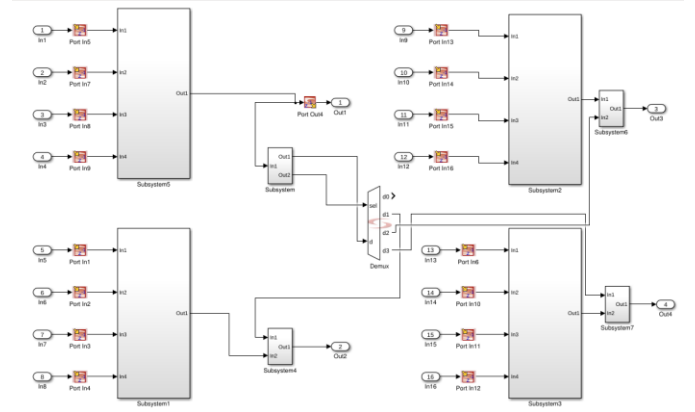 1
In1
Port In5
2
In2
Port In7
3
In3
Port In8
4
In4
Port In9
In1
In2
In3
In4
Out1
Subsystem5
Port Out4
1
Out1
In1
Out1
Out2
Subsystem
sel
d
d0
d1
d2
d3
Demux
9
In9
Port In13
10
In10
Port In14
11
In11
Port In15
12
In12
Port In16
In1
In2
In3
In4
Out1
Subsystem2
In1
In2
Out1
Subsystem6
3
Out3
5
In5
Port In1
6
In6
Port In2
7
In7
Port In3
8
In8
Port In4
In1
In2
In3
In4
Out1
Subsystem1
In1
In2
Out1
Subsystem4
2
Out2
13
In13
Port In6
14
In14
Port In10
15
In15
Port In11
16
In16
Port In12
In1
In2
In3
In4
Out1
Subsystem3
In1
In2
Out1
Subsystem7
4
Out4